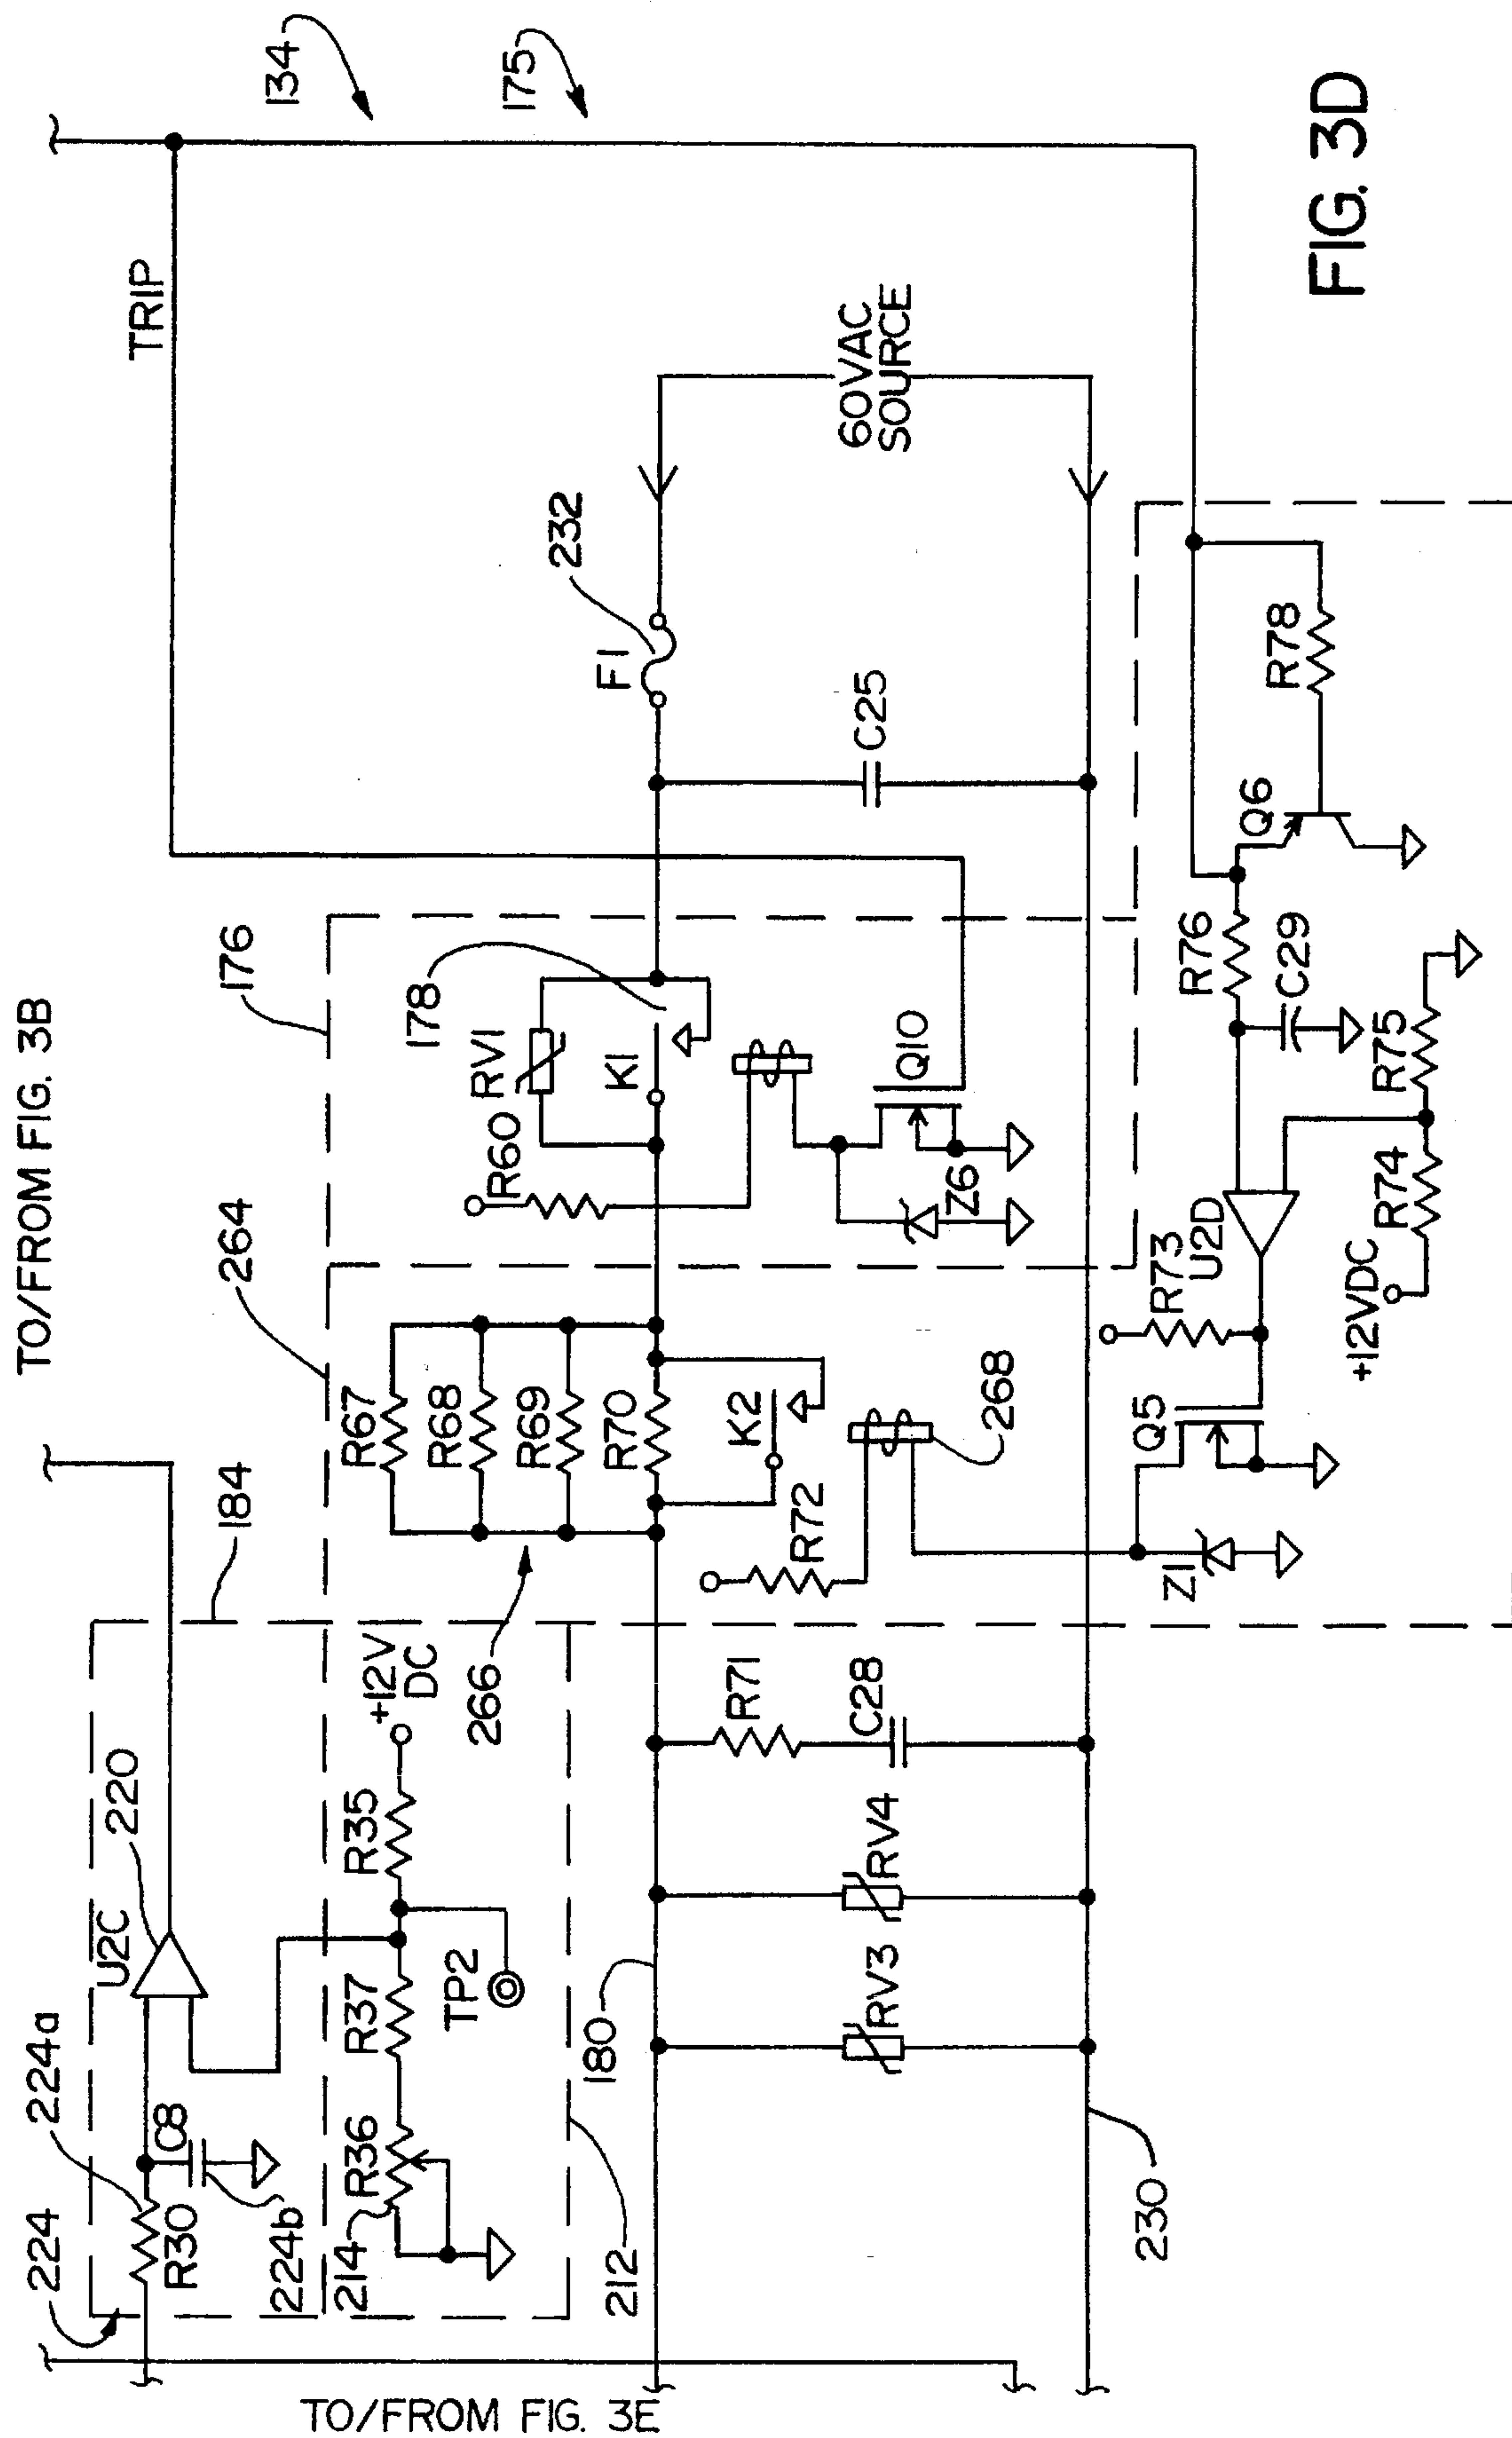 TO/FROM FIG. 3B
TO/FROM FIG. 3E
FIG. 3D
134
175
TRIP
60VAC
SOURCE
232
F1
C25
176
178
RV1
K1
R60
Q10
Z6
264
R67
R68
R69
R70
K2
R72
268
266
184
220
U2C
224
224a
224b
R30
C8
+12V
DC
R35
R37
R36
214
TP2
212
180
R71
C28
RV4
RV3
230
R78
Q6
R76
C29
R75
R74
+12VDC
U2D
R73
Q5
Z1